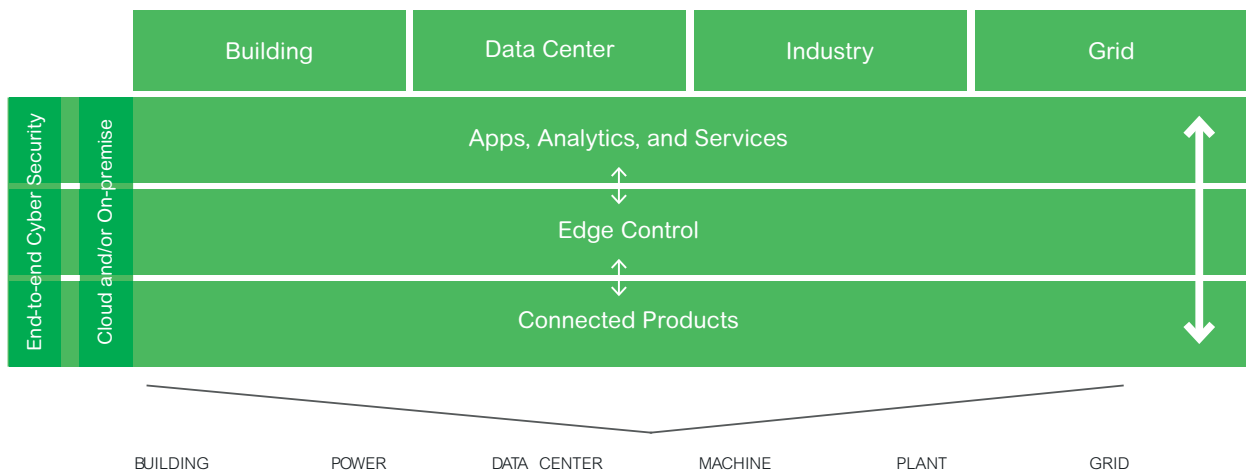 Building
Data Center
Industry
Grid
End-to-end Cyber Security
Cloud and/or On-premise
Apps, Analytics, and Services
Edge Control
Connected Products
BUILDING
POWER
DATA CENTER
MACHINE
PLANT
GRID